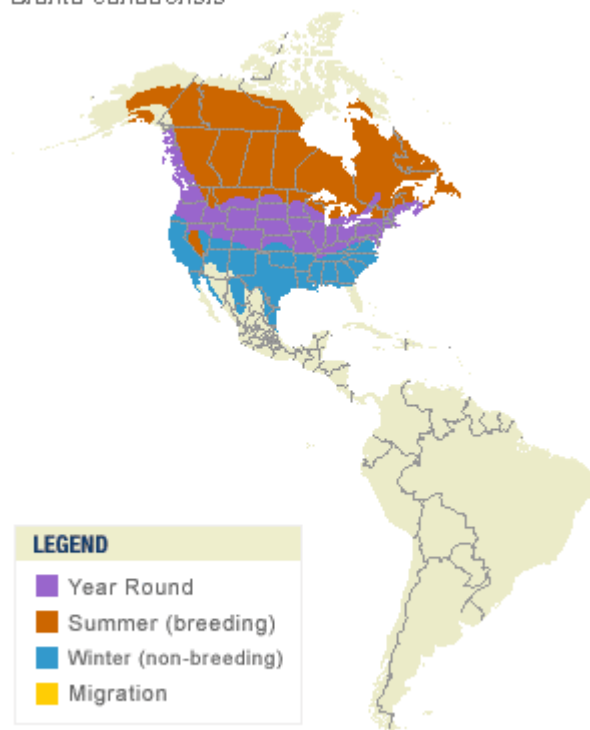 LEGEND
Year Round
Summer (breeding)
Winter (non-breeding)
Migration